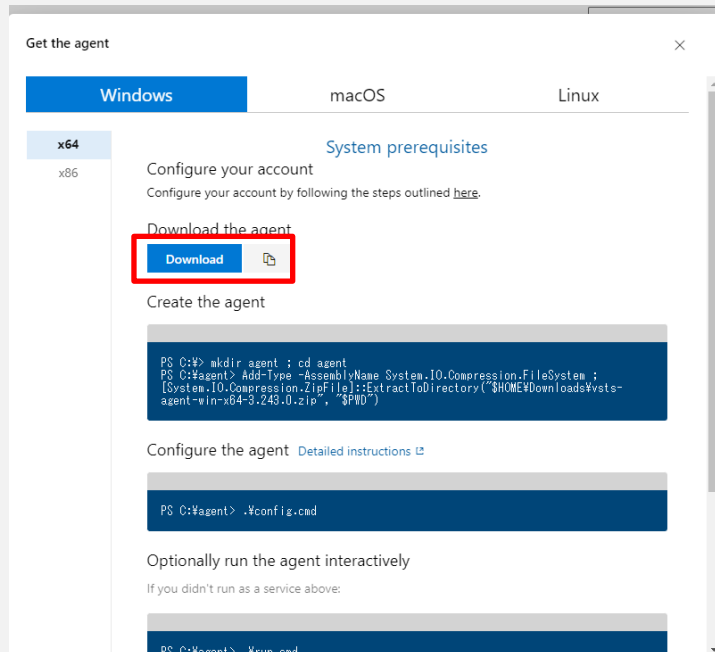 Get the agent
Windows
macOS
Linux
x64
x86
System prerequisites
Configure your account
Configure your account by following the steps outlined here.
Download the agent
Download
Create the agent
PS C:¥> mkdir agent ; cd agent
PS C:¥agent> Add-Type -AssemblyName System.IO.Compression.FileSystem ;
[System.IO.Compression.ZipFile]::ExtractToDirectory("$HOME¥Downloads¥vsts-
agent-win-x64-3.243.0.zip", "$PWD")
Configure the agent Detailed instructions
PS C:¥agent> .¥config.cmd
Optionally run the agent interactively
If you didn't run as a service above:
PS C:¥agent> .¥run.cmd